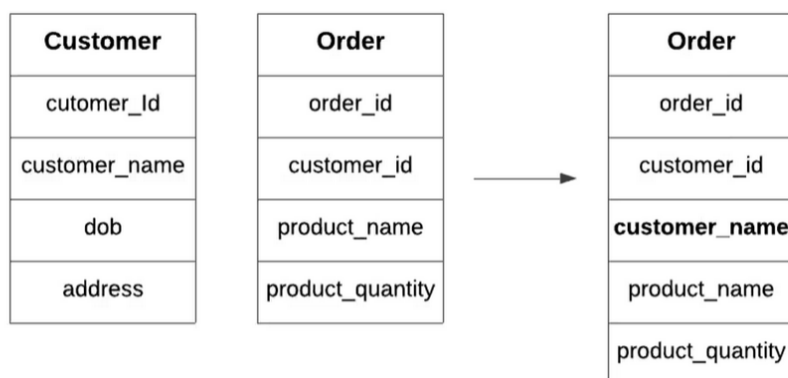 Customer
cutomer_Id
customer_name
dob
address
Order
order_id
customer_id
product_name
product_quantity
Order
order_id
customer_id
customer_name
product_name
product_quantity